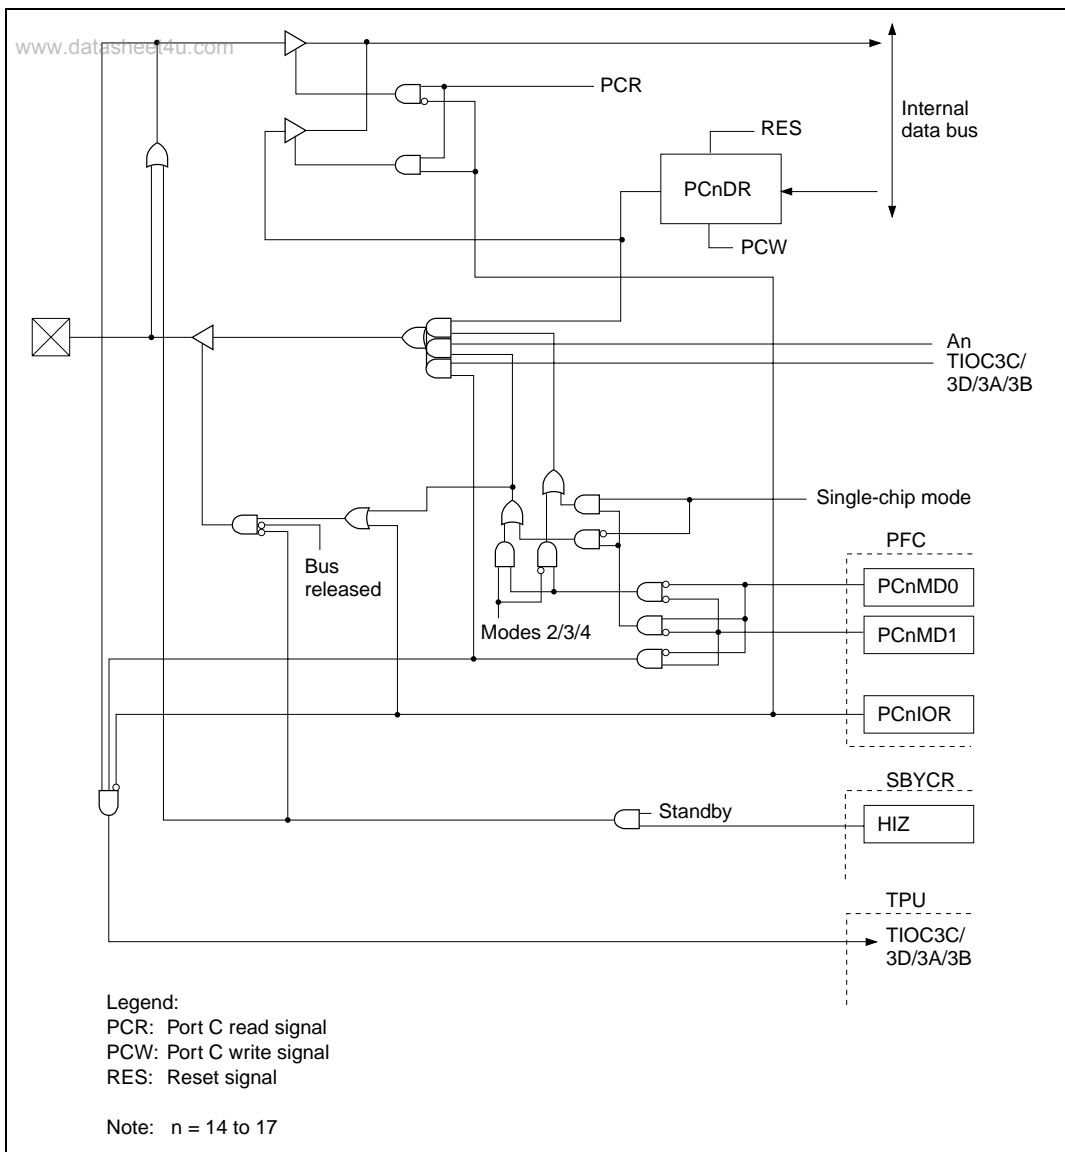 www.datasheet4u.com
PCR
Internal
data bus
RES
PCnDR
PCW
An
TIOC3C/
3D/3A/3B
Single-chip mode
PFC
Bus
released
PCnMD0
Modes 2/3/4
PCnMD1
PCnIOR
SBYCR
Standby
HIZ
TPU
TIOC3C/
3D/3A/3B
Legend:
PCR: Port C read signal
PCW: Port C write signal
RES: Reset signal
Note: n = 14 to 17